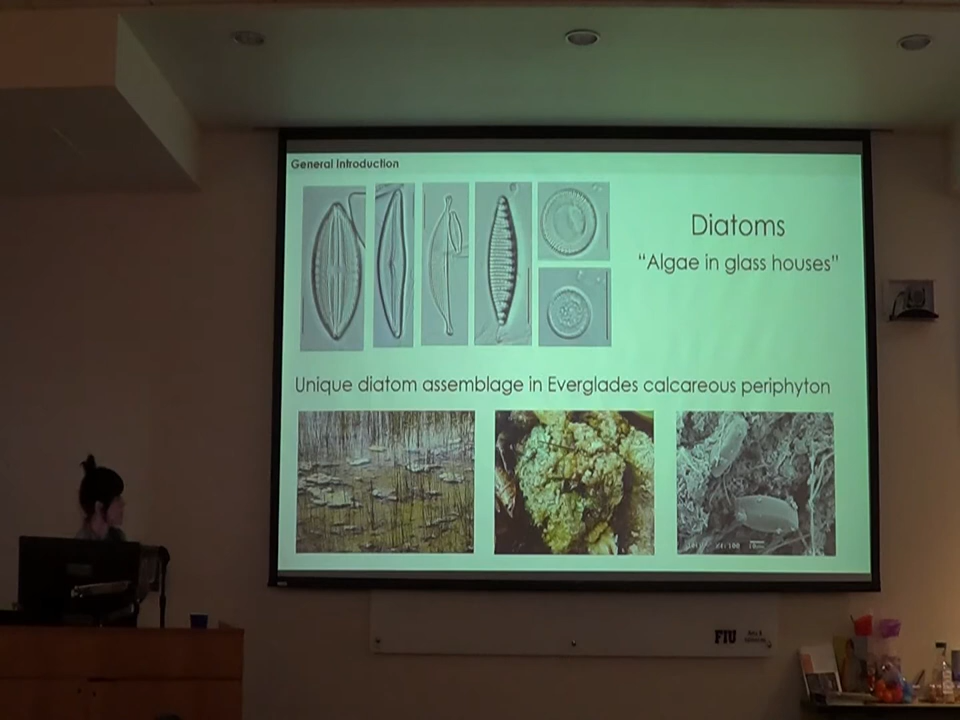 General Introduction
Diatoms
“Algae in glass houses”
Unique diatom assemblage in Everglades calcareous periphyton
FIU